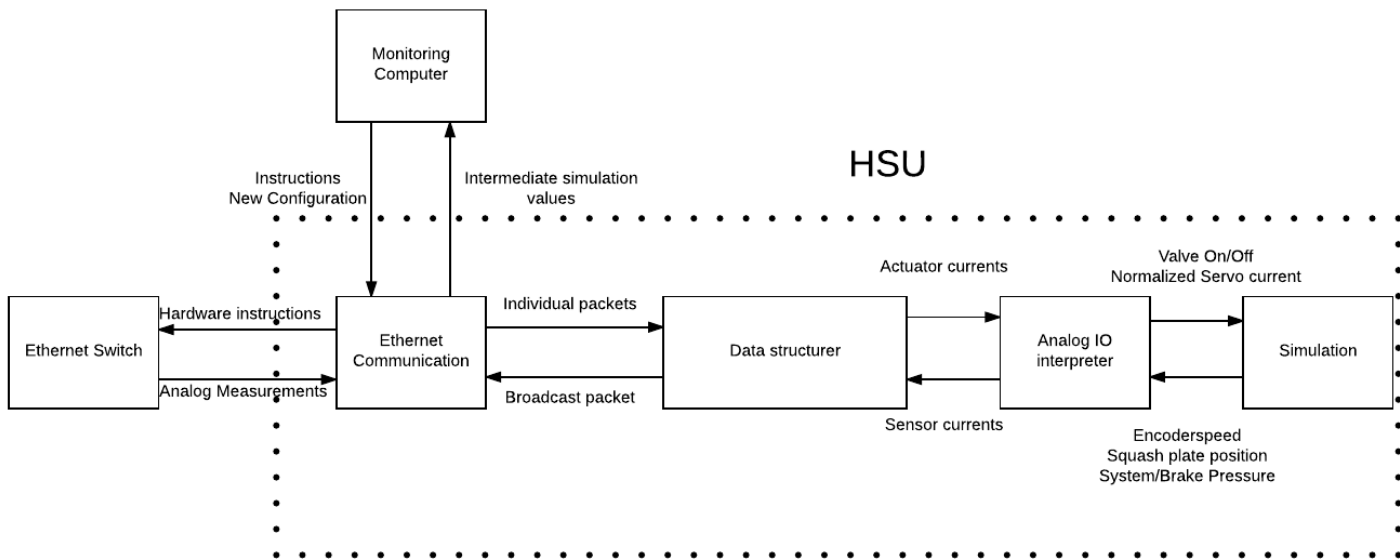 Monitoring
Computer
HSU
Instructions
New Configuration
Intermediate simulation
values
Valve On/Off
Normalized Servo current
Actuator currents
Hardware instructions
Individual packets
Ethernet Switch
Ethernet
Communication
Data structurer
Analog IO
interpreter
Simulation
Analog Measurements
Broadcast packet
Sensor currents
Encoderspeed
Squash plate position
System/Brake Pressure